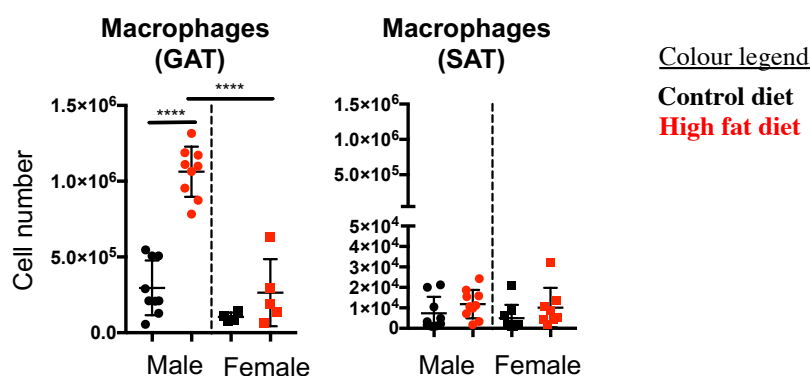 Macrophages
(GAT)
Macrophages
(SAT)
Colour legend
Control diet
High fat diet
Cell number
1.5×10⁶
1.0×10⁶
5.0×10⁵
0.0
****
****
Male
Female
1.5×10⁶
1.0×10⁶
5.0×10⁵
5×10⁴
4×10⁴
3×10⁴
2×10⁴
1×10⁴
0
Male
Female